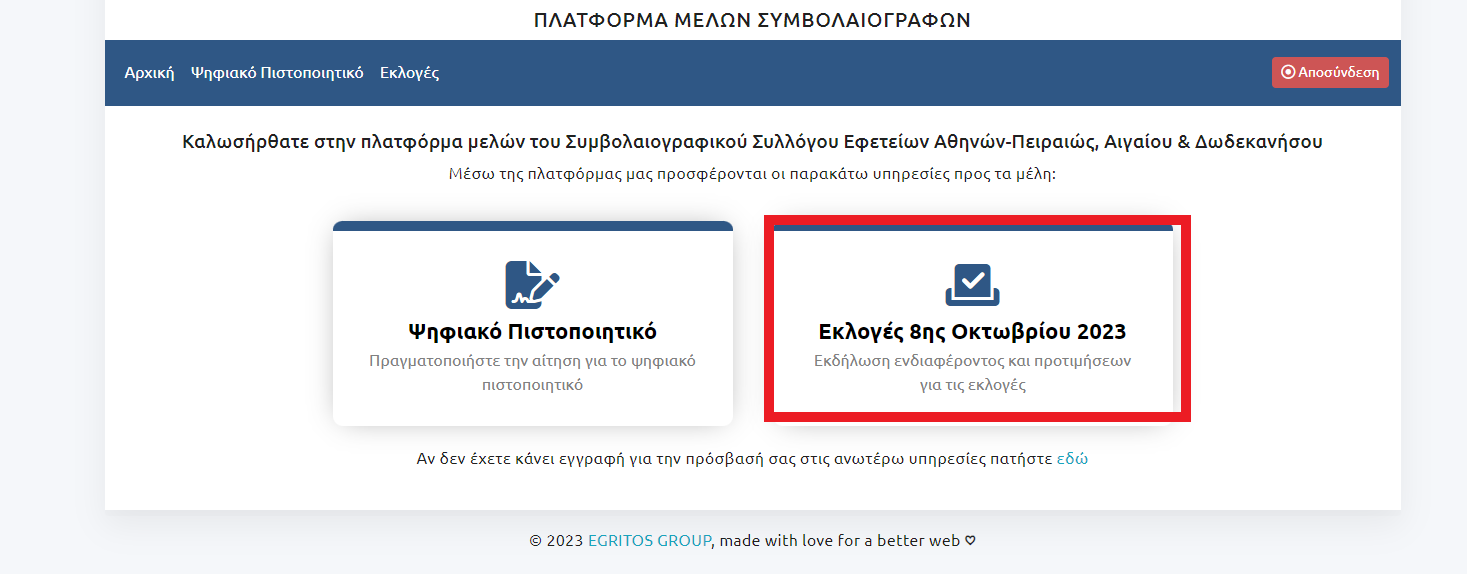 ΠΛΑΤΦΟΡΜΑ ΜΕΛΩΝ ΣΥΜΒΟΛΑΙΟΓΡΑΦΩΝ
Αρχική Ψηφιακό Πιστοποιητικό Εκλογές
Αποσύνδεση
Καλωσήρθατε στην πλατφόρμα μελών του Συμβολαιογραφικού Συλλόγου Εφετείων Αθηνών-Πειραιώς, Αιγαίου & Δωδεκανήσου
Μέσω της πλατφόρμας μας προσφέρονται οι παρακάτω υπηρεσίες προς τα μέλη:
Ψηφιακό Πιστοποιητικό
Πραγματοποιήστε την αίτηση για το ψηφιακό
πιστοποιητικό
Εκλογές 8ης Οκτωβρίου 2023
Εκδήλωση ενδιαφέροντος και προτιμήσεων
για τις εκλογές
Αν δεν έχετε κάνει εγγραφή για την πρόσβασή σας στις ανωτέρω υπηρεσίες πατήστε εδώ
© 2023 EGRITOS GROUP, made with love for a better web ♡